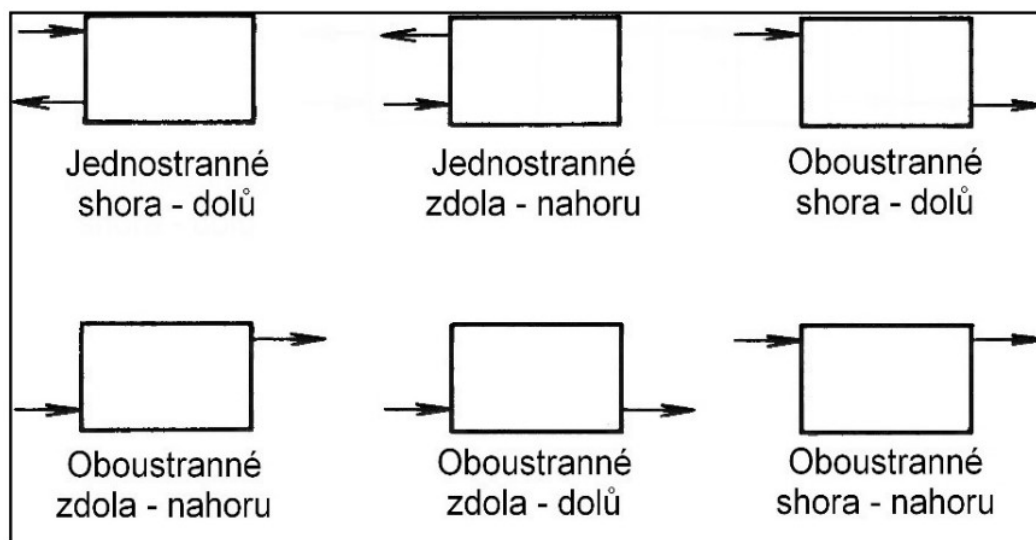 Jednostranné
shora - dolů
Jednostranné
zdola - nahoru
Oboustranné
shora - dolů
Oboustranné
zdola - nahoru
Oboustranné
zdola - dolů
Oboustranné
shora - nahoru